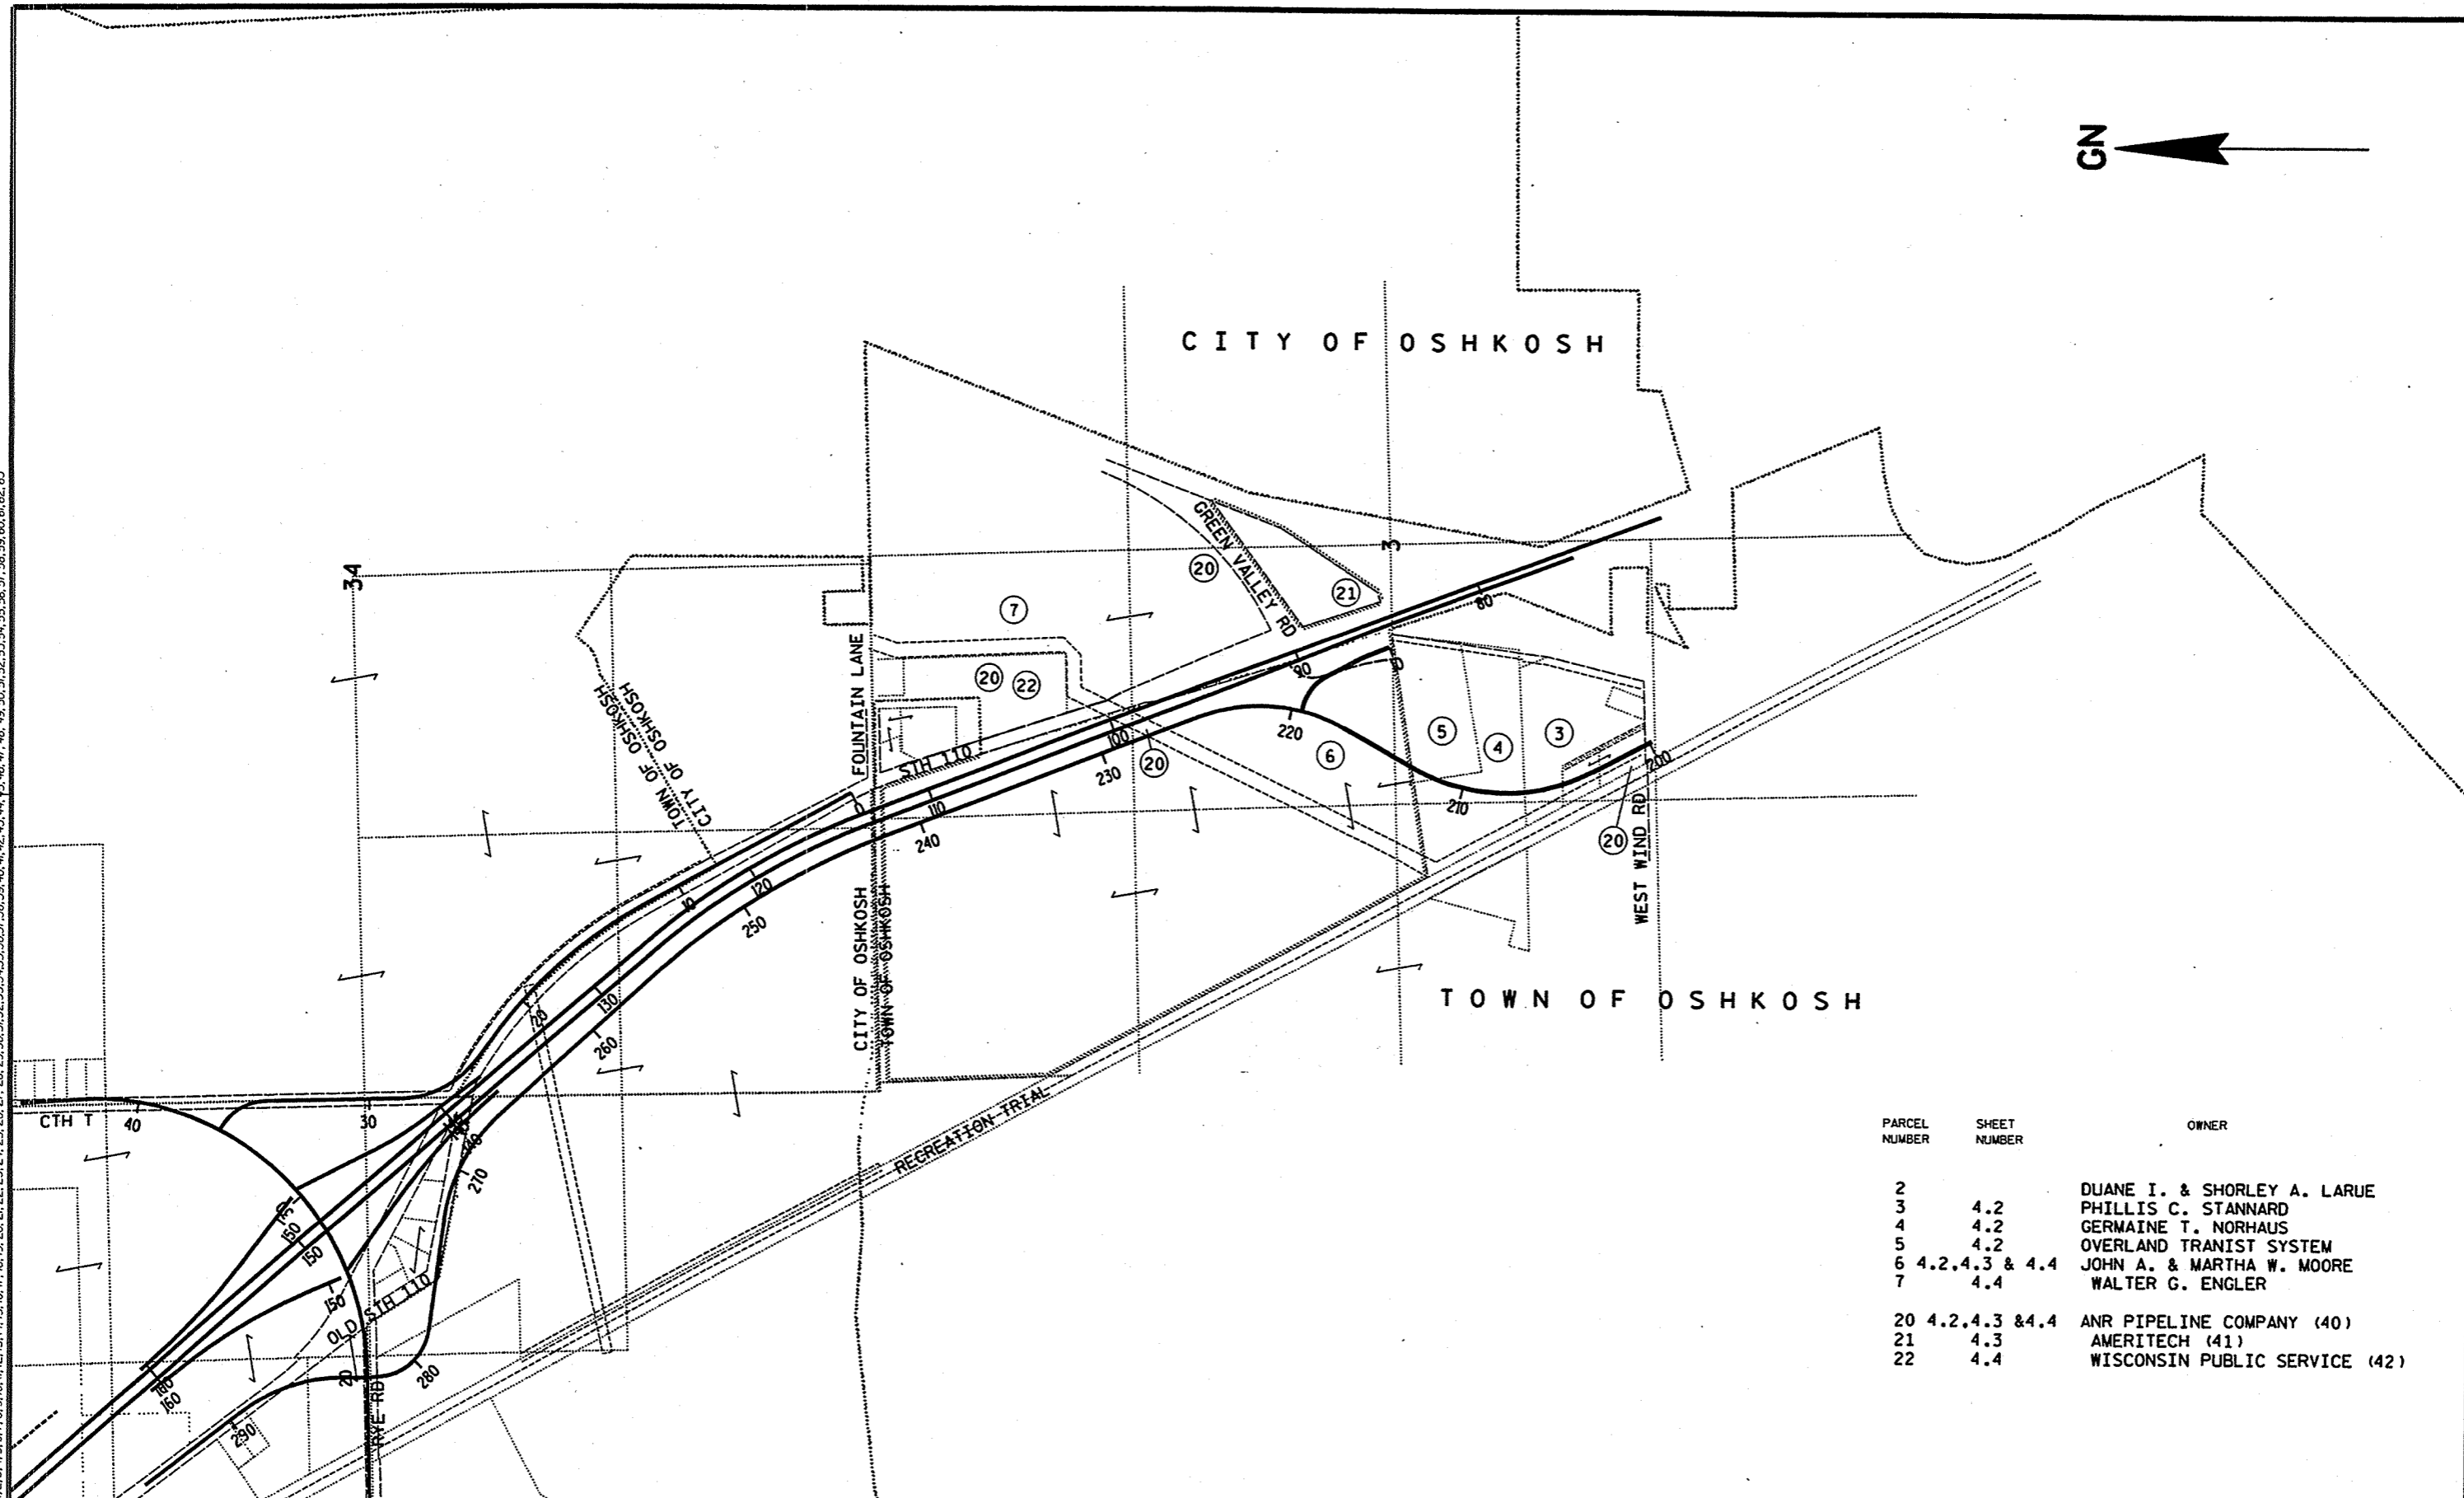 GN
CITY OF OSHKOSH
34
3
GREEN VALLEY RD
20
21
7
80
FOUNTAIN LANE
TOWN OF OSHKOSH
CITY OF OSHKOSH
20
22
90
0
STH 110
100
20
220
6
5
4
3
230
200
0
110
210
20
240
WEST WIND RD
120
10
250
CITY OF OSHKOSH
TOWN OF OSHKOSH
130
20
260
TOWN OF OSHKOSH
CTH T
40
30
140
RECREATION TRIAL
270
150
150
150
OLD STH 110
20
280
160
RYE RD
290
PARCEL NUMBER SHEET NUMBER OWNER
2 DUANE I. & SHORLEY A. LARUE
3 4.2 PHILLIS C. STANNARD
4 4.2 GERMAINE T. NORHAUS
5 4.2 OVERLAND TRANIST SYSTEM
6 4.2,4.3 & 4.4 JOHN A. & MARTHA W. MOORE
7 4.4 WALTER G. ENGLER
20 4.2,4.3 &4.4 ANR PIPELINE COMPANY (40)
21 4.3 AMERITECH (41)
22 4.4 WISCONSIN PUBLIC SERVICE (42)